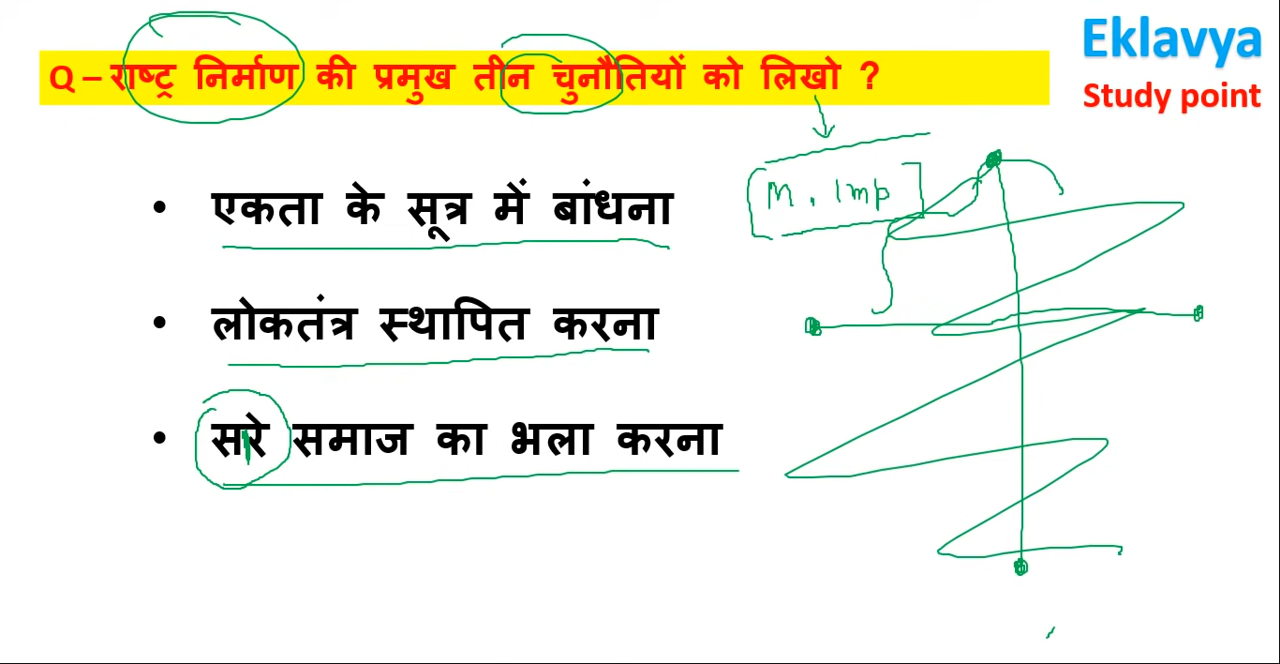 Eklavya
Study point
Q – राष्ट्र निर्माण की प्रमुख तीन चुनौतियों को लिखो ?
M. Imp
• एकता के सूत्र में बांधना
• लोकतंत्र स्थापित करना
• सारे समाज का भला करना